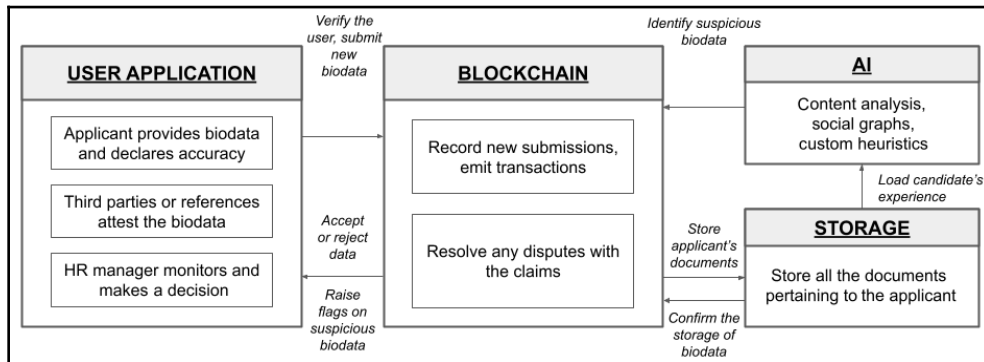 Verify the
user, submit
new
biodata
Identify suspicious
biodata
USER APPLICATION
BLOCKCHAIN
AI
Applicant provides biodata
and declares accuracy
Third parties or references
attest the biodata
HR manager monitors and
makes a decision
Record new submissions,
emit transactions
Resolve any disputes with
the claims
Content analysis,
social graphs,
custom heuristics
Load candidate's
experience
Accept
or reject
data
Raise
flags on
suspicious
biodata
Store
applicant's
documents
Confirm the
storage of
biodata
STORAGE
Store all the documents
pertaining to the applicant